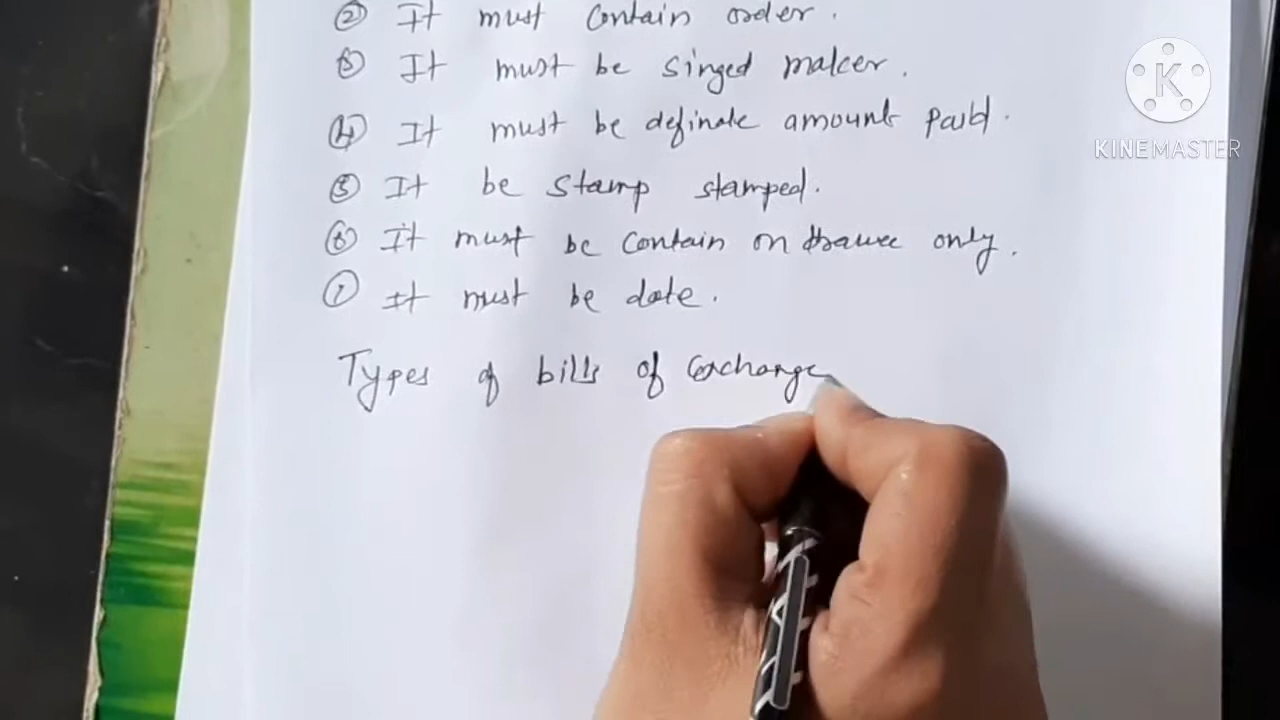 ② It must contain order.
③ It must be singed maker.
④ It must be definate amount paid.
⑤ It be stamp stamped.
⑥ It must be contain on drawee only.
⑦ It must be date.
Types of bills of exchange
K
KINEMASTER